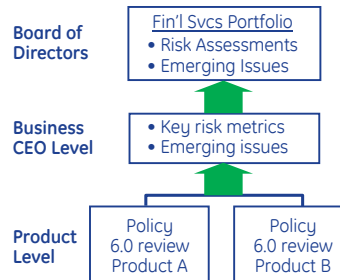 Board of
Directors
Fin'l Svcs Portfolio
• Risk Assessments
• Emerging Issues
Business
CEO Level
• Key risk metrics
• Emerging issues
Product
Level
Policy
6.0 review
Product A
Policy
6.0 review
Product B